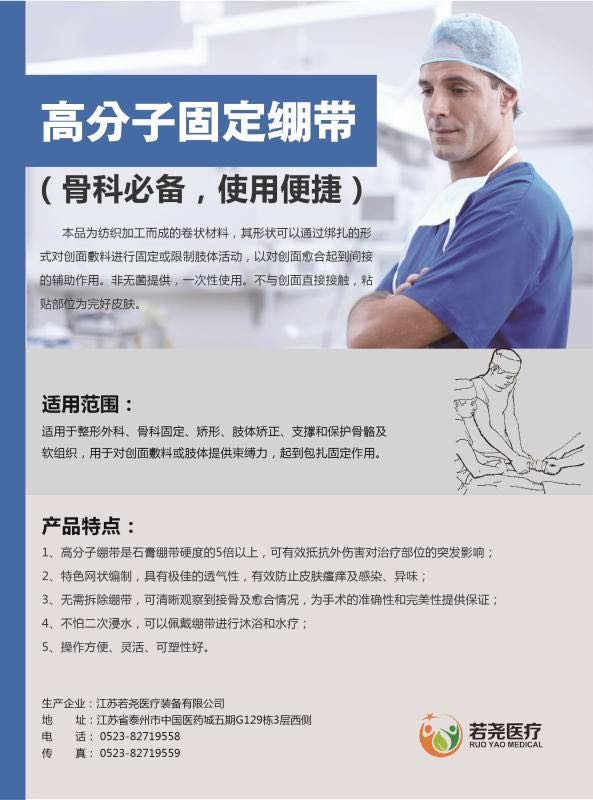 高分子固定绷带
（骨科必备，使用便捷）
本品为纺织加工而成的卷状材料，其形状可以通过绑扎的形
式对创面敷料进行固定或限制肢体活动，以对创面愈合起到间接
的辅助作用。非无菌提供，一次性使用。不与创面直接接触，粘
贴部位为完好皮肤。
适用范围：
适用于整形外科、骨科固定、矫形、肢体矫正、支撑和保护骨骼及
软组织，用于对创面敷料或肢体提供束缚力，起到包扎固定作用。
产品特点：
1、高分子绷带是石膏绷带硬度的5倍以上，可有效抵抗外伤害对治疗部位的突发影响；
2、特色网状编制，具有极佳的透气性，有效防止皮肤瘙痒及感染、异味；
3、无需拆除绷带，可清晰观察到接骨及愈合情况，为手术的准确性和完美性提供保证；
4、不怕二次浸水，可以佩戴绷带进行沐浴和水疗；
5、操作方便、灵活、可塑性好。
生产企业：江苏若尧医疗装备有限公司
地 址：江苏省泰州市中国医药城五期G129栋3层西侧
电 话：0523-82719558
传 真：0523-82719559
若尧医疗
RUO YAO MEDICAL